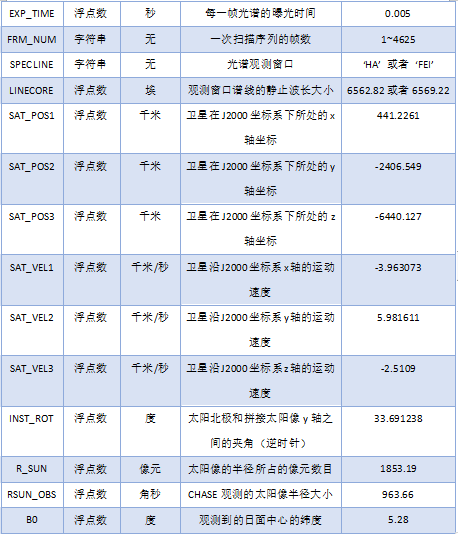 EXP_TIME 浮点数 秒 每一帧光谱的曝光时间 0.005
FRM_NUM 字符串 无 一次扫描序列的帧数 1~4625
SPECLINE 字符串 无 光谱观测窗口 ‘HA’或者‘FEI’
LINECORE 浮点数 埃 观测窗口谱线的静止波长大小 6562.82 或者 6569.22
SAT_POS1 浮点数 千米 卫星在 J2000 坐标系下所处的 x
轴坐标 441.2261
SAT_POS2 浮点数 千米 卫星在 J2000 坐标系下所处的 y
轴坐标 -2406.549
SAT_POS3 浮点数 千米 卫星在 J2000 坐标系下所处的 z
轴坐标 -6440.127
SAT_VEL1 浮点数 千米/秒 卫星沿 J2000 坐标系 x 轴的运动
速度 -3.963073
SAT_VEL2 浮点数 千米/秒 卫星沿 J2000 坐标系 y 轴的运动
速度 5.981611
SAT_VEL3 浮点数 千米/秒 卫星沿 J2000 坐标系 z 轴的运动
速度 -2.5109
INST_ROT 浮点数 度 太阳北极和拼接太阳像 y 轴之
间的夹角（逆时针） 33.691238
R_SUN 浮点数 像元 太阳像的半径所占的像元数目 1853.19
RSUN_OBS 浮点数 角秒 CHASE 观测的太阳像半径大小 963.66
B0 浮点数 度 观测到的日面中心的纬度 5.28